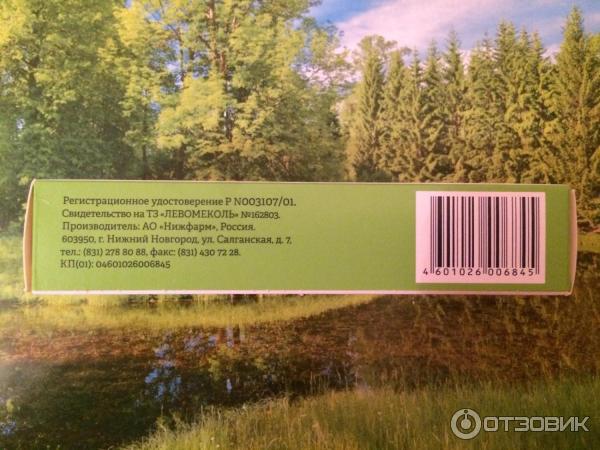 Регистрационное удостоверение Р N003107/01.
Свидетельство на ТЗ «ЛЕВОМЕКОЛЬ» №162803.
Производитель: АО «Нижфарм», Россия.
603950, г. Нижний Новгород, ул. Салганская, д. 7,
тел.: (831) 278 80 88, факс: (831) 430 72 28.
КП(01): 04601026006845
4 601026 006845
ОТЗОВИК